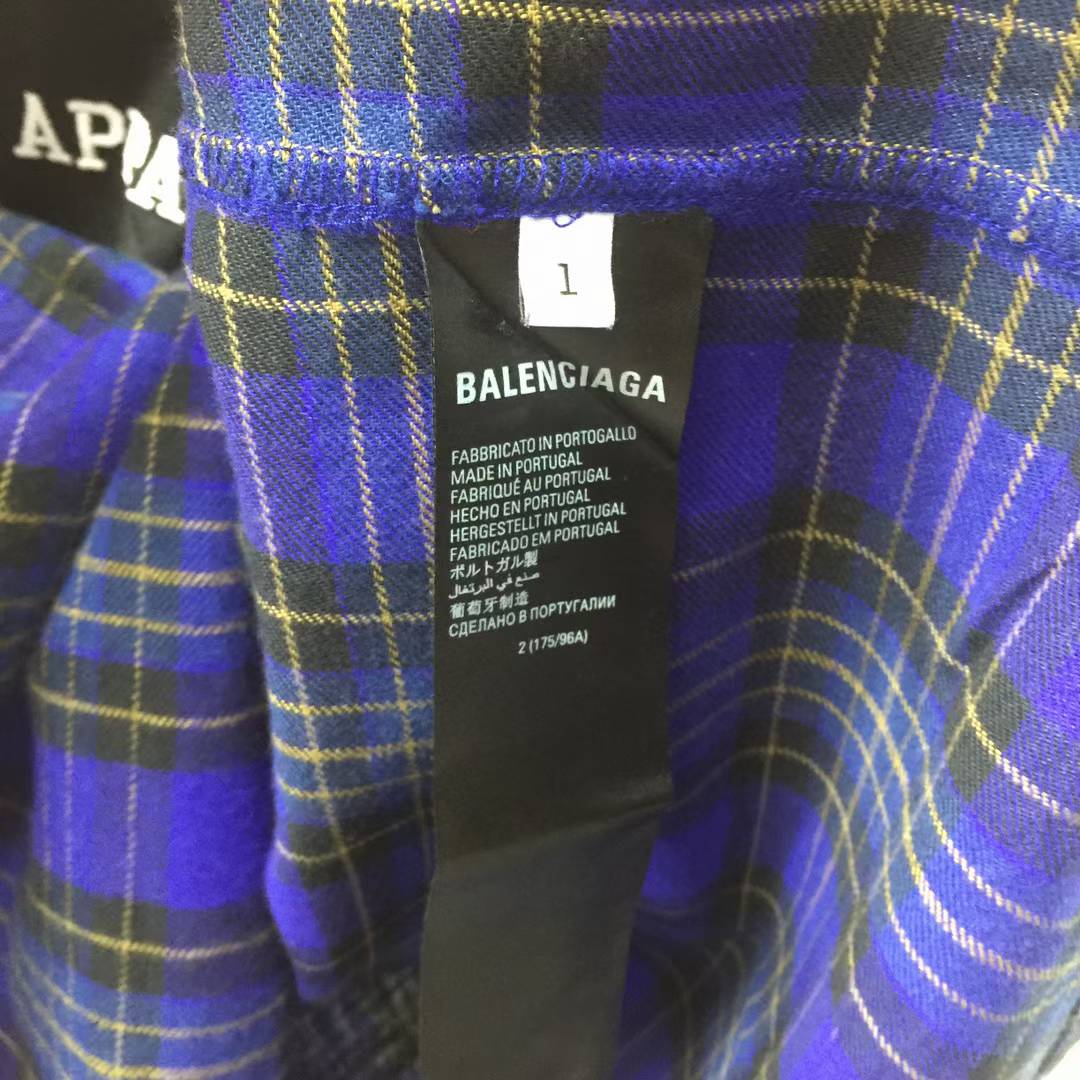 AP
A
1
BALENCIAGA
FABBRICATO IN PORTOGALLO
MADE IN PORTUGAL
FABRIQUÉ AU PORTUGAL
HECHO EN PORTUGAL
HERGESTELLT IN PORTUGAL
FABRICADO EM PORTUGAL
ポルトガル製
صنع في البرتغال
葡萄牙制造
СДЕЛАНО В ПОРТУГАЛИИ
2 (175/96A)